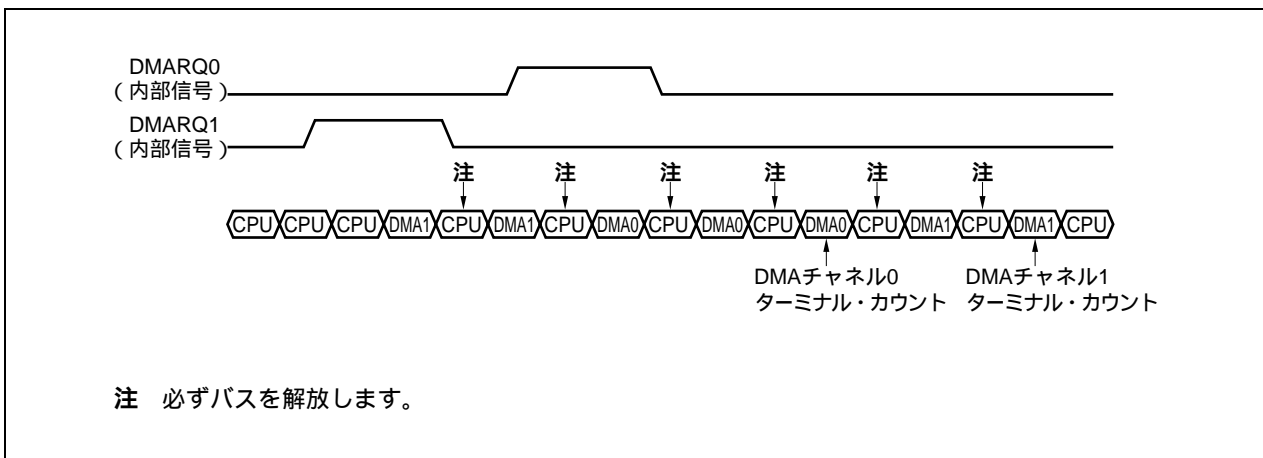 DMARQ0
(内部信号)
DMARQ1
(内部信号)
注 注 注 注 注 注
CPU CPU CPU DMA1 CPU DMA1 CPU DMA0 CPU DMA0 CPU DMA0 CPU DMA1 CPU DMA1 CPU
DMAチャネル0
ターミナル・カウント
DMAチャネル1
ターミナル・カウント
注 必ずバスを解放します。